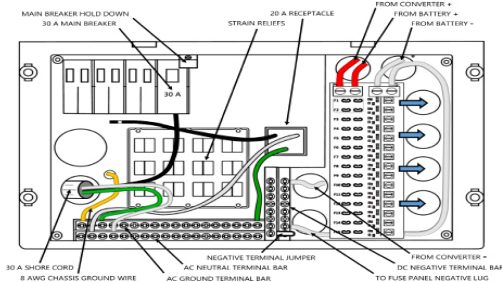 FROM CONVERTER +
MAIN BREAKER HOLD DOWN
20 A RECEPTACLE
FROM BATTERY +
30 A MAIN BREAKER
STRAIN RELIEFS
FROM BATTERY -
30 A
NEGATIVE TERMINAL JUMPER
FROM CONVERTER -
30 A SHORE CORD
AC NEUTRAL TERMINAL BAR
DC NEGATIVE TERMINAL BAR
8 AWG CHASSIS GROUND WIRE
AC GROUND TERMINAL BAR
TO FUSE PANEL NEGATIVE LUG